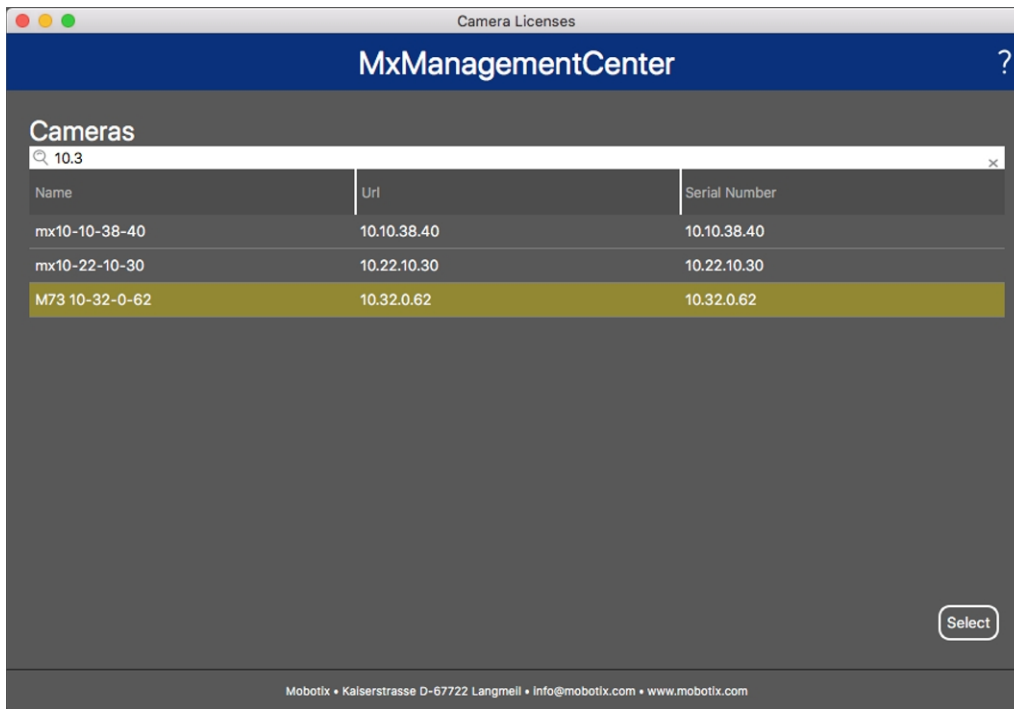 Camera Licenses
MxManagementCenter ?
Cameras
10.3 ×
Name Url Serial Number
mx10-10-38-40 10.10.38.40 10.10.38.40
mx10-22-10-30 10.22.10.30 10.22.10.30
M73 10-32-0-62 10.32.0.62 10.32.0.62
Select
Mobotix • Kaiserstrasse D-67722 Langmeil • info@mobotix.com • www.mobotix.com